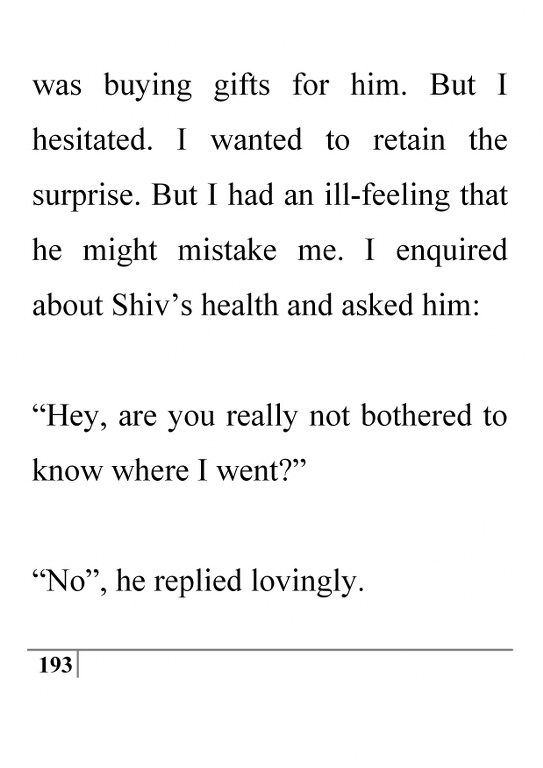 was buying gifts for him. But I
hesitated. I wanted to retain the
surprise. But I had an ill-feeling that
he might mistake me. I enquired
about Shiv’s health and asked him:
“Hey, are you really not bothered to
know where I went?”
“No”, he replied lovingly.
193